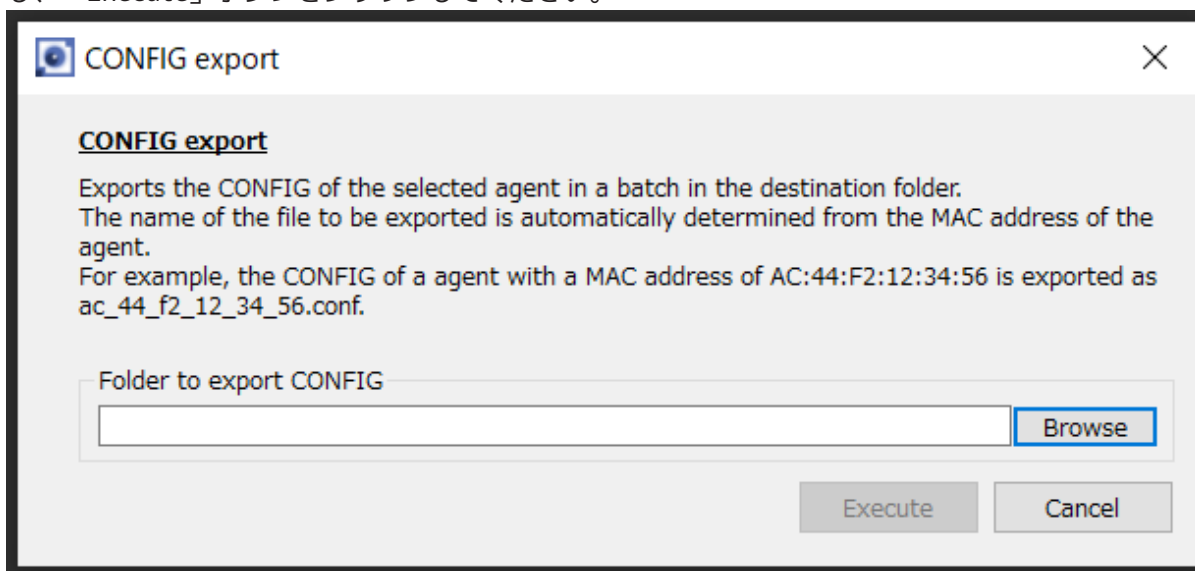 CONFIG export
CONFIG export
Exports the CONFIG of the selected agent in a batch in the destination folder.
The name of the file to be exported is automatically determined from the MAC address of the
agent.
For example, the CONFIG of a agent with a MAC address of AC:44:F2:12:34:56 is exported as
ac_44_f2_12_34_56.conf.
Folder to export CONFIG
Browse
Execute
Cancel